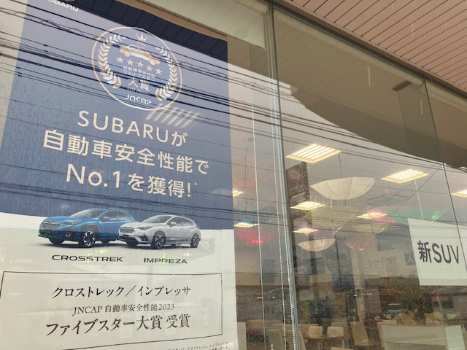 SUBARU
JNCAP
SUBARUが
自動車安全性能で
No.1を獲得!
CROSSTREK
IMPREZA
クロストレック/インプレッサ
JNCAP 自動車安全性能2023
ファイブスター大賞 受賞
新SUV